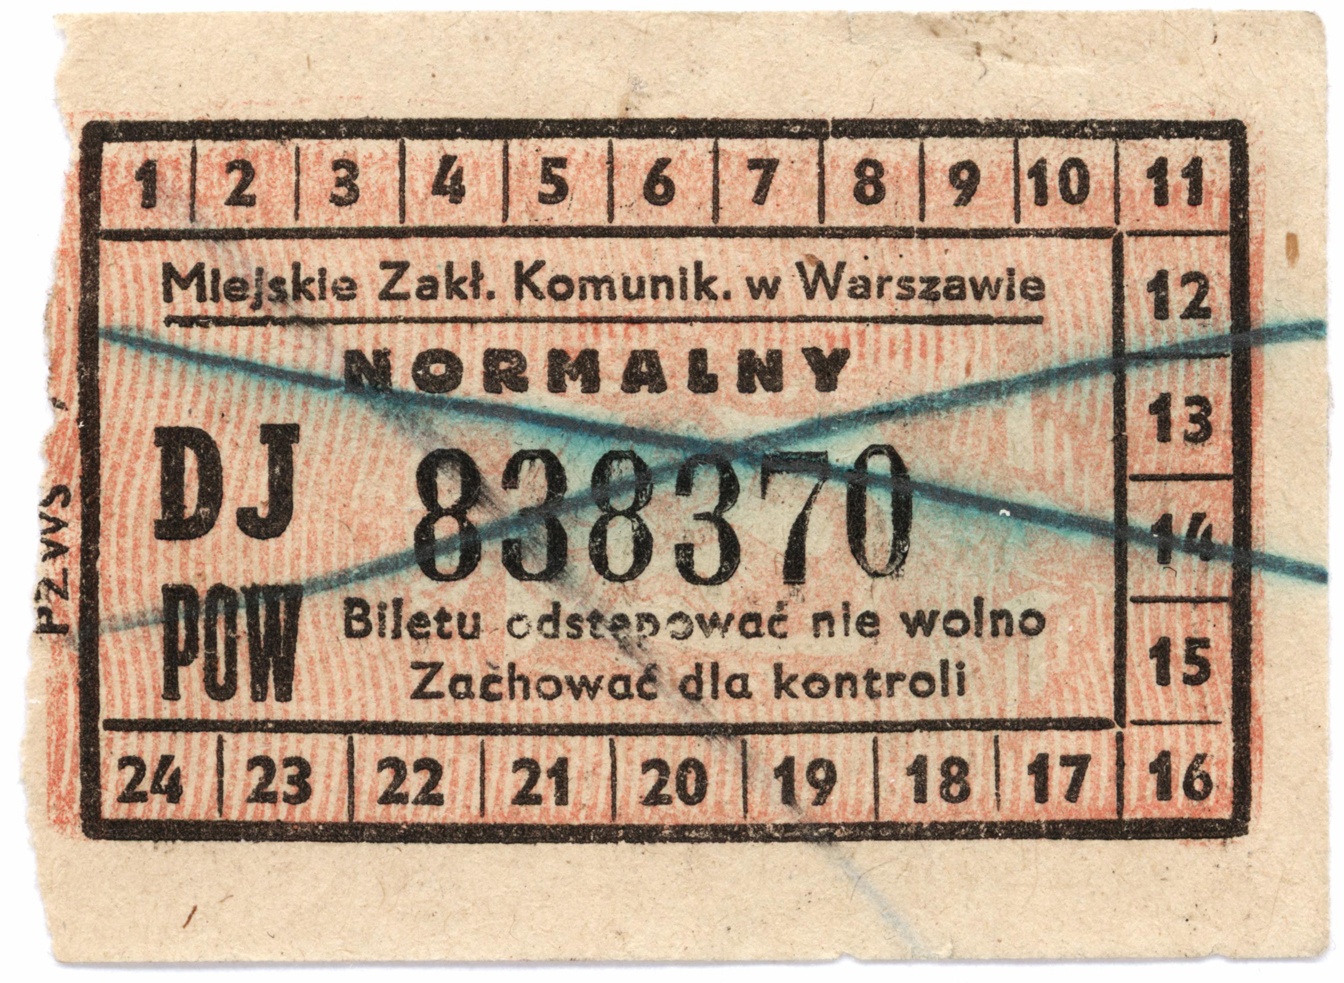 1 2 3 4 5 6 7 8 9 10 11
Miejskie Zakł. Komunik. w Warszawie
12
NORMALNY
13
DJ 838370
14
POW
Biletu odstępować nie wolno
15
Zachować dla kontroli
24 23 22 21 20 19 18 17 16
PZWS